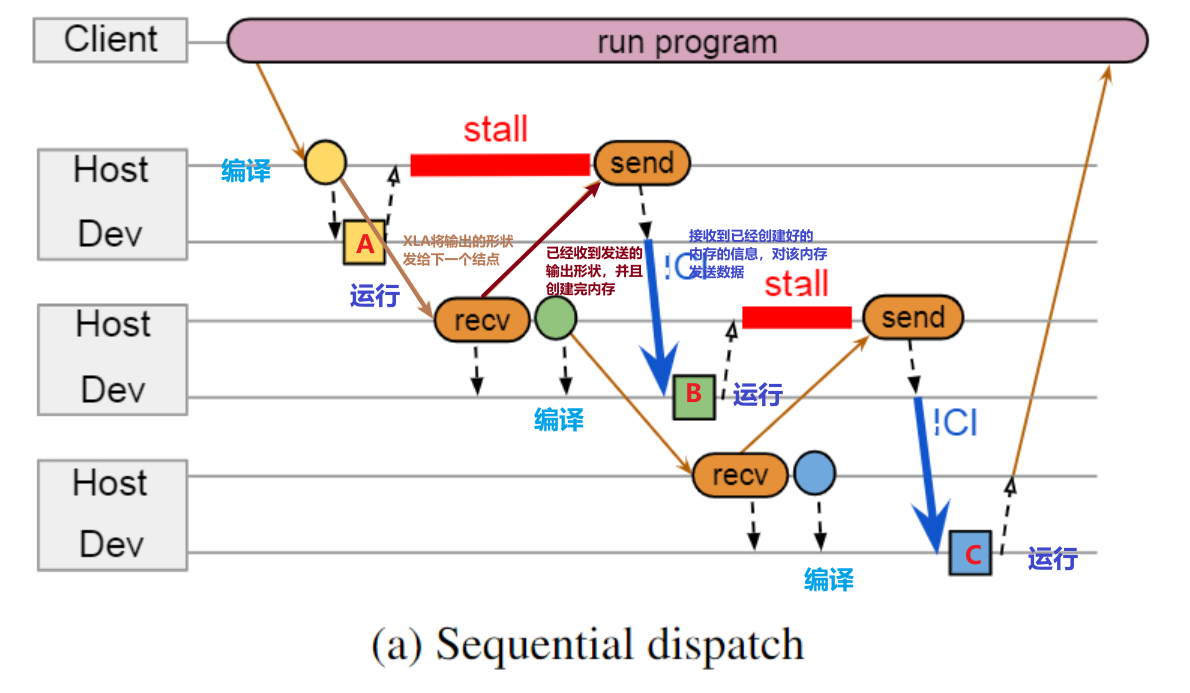 Client
run program
stall
编译
Host
send
Dev
A
XLA将输出的形状
发给下一个结点
已经收到发送的
输出形状，并且
创建完内存
接收到已经创建好的
内存的信息，对该内存
发送数据
运行
stall
Host
recv
send
Dev
B
运行
编译
Host
recv
Dev
C
运行
编译
(a) Sequential dispatch